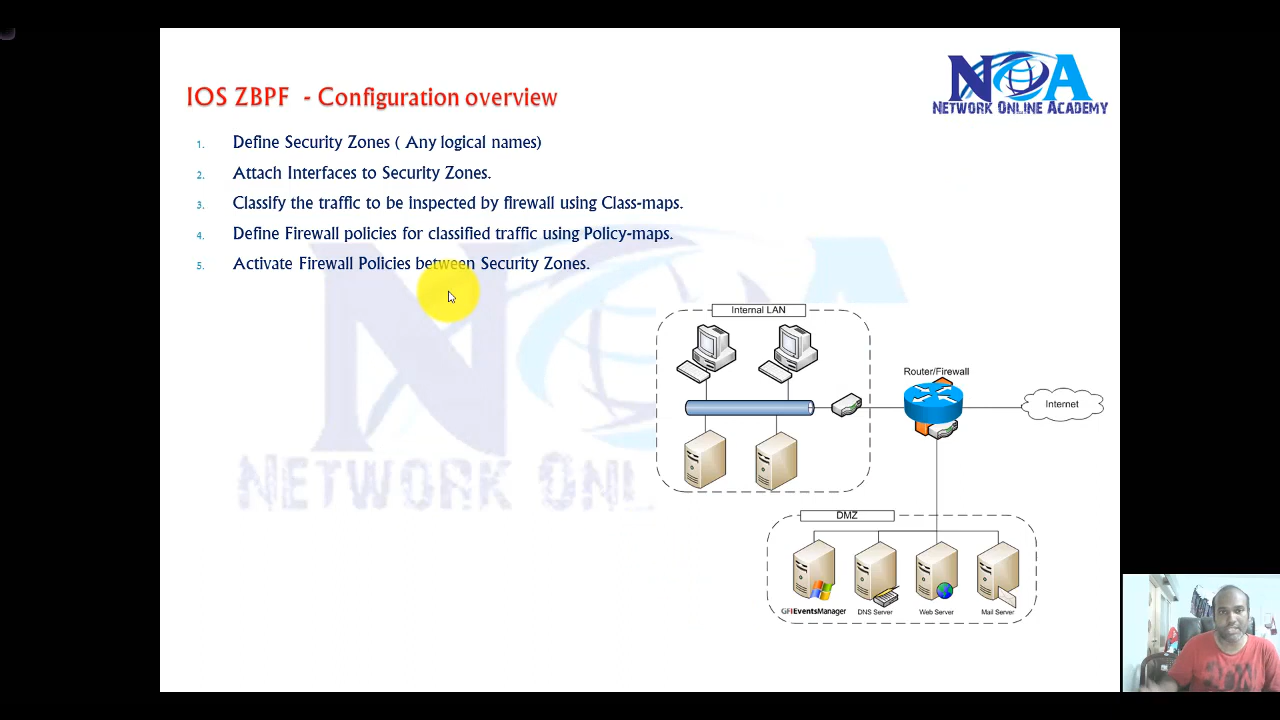 NOA
NETWORK ONLINE ACADEMY
IOS ZBPF - Configuration overview
1. Define Security Zones ( Any logical names)
2. Attach Interfaces to Security Zones.
3. Classify the traffic to be inspected by firewall using Class-maps.
4. Define Firewall policies for classified traffic using Policy-maps.
5. Activate Firewall Policies between Security Zones.
NETWORK ONL
Internal LAN
Router/Firewall
Internet
DMZ
GFIEventsManager
DNS Server
Web Server
Mail Server